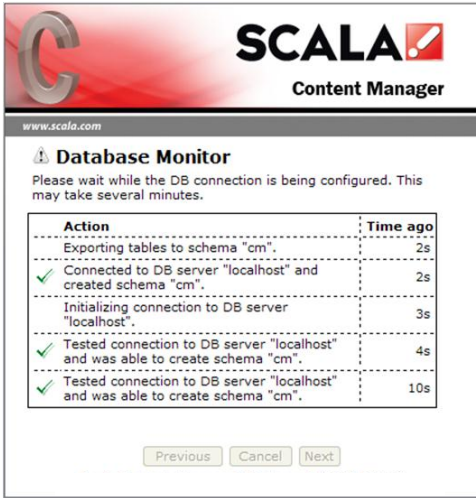 C
SCALA
Content Manager
www.scala.com
Database Monitor
Please wait while the DB connection is being configured. This
may take several minutes.
Action Time ago
Exporting tables to schema "cm". 2s
Connected to DB server "localhost" and
created schema "cm". 2s
Initializing connection to DB server
"localhost". 3s
Tested connection to DB server "localhost"
and was able to create schema "cm". 4s
Tested connection to DB server "localhost"
and was able to create schema "cm". 10s
Previous Cancel Next